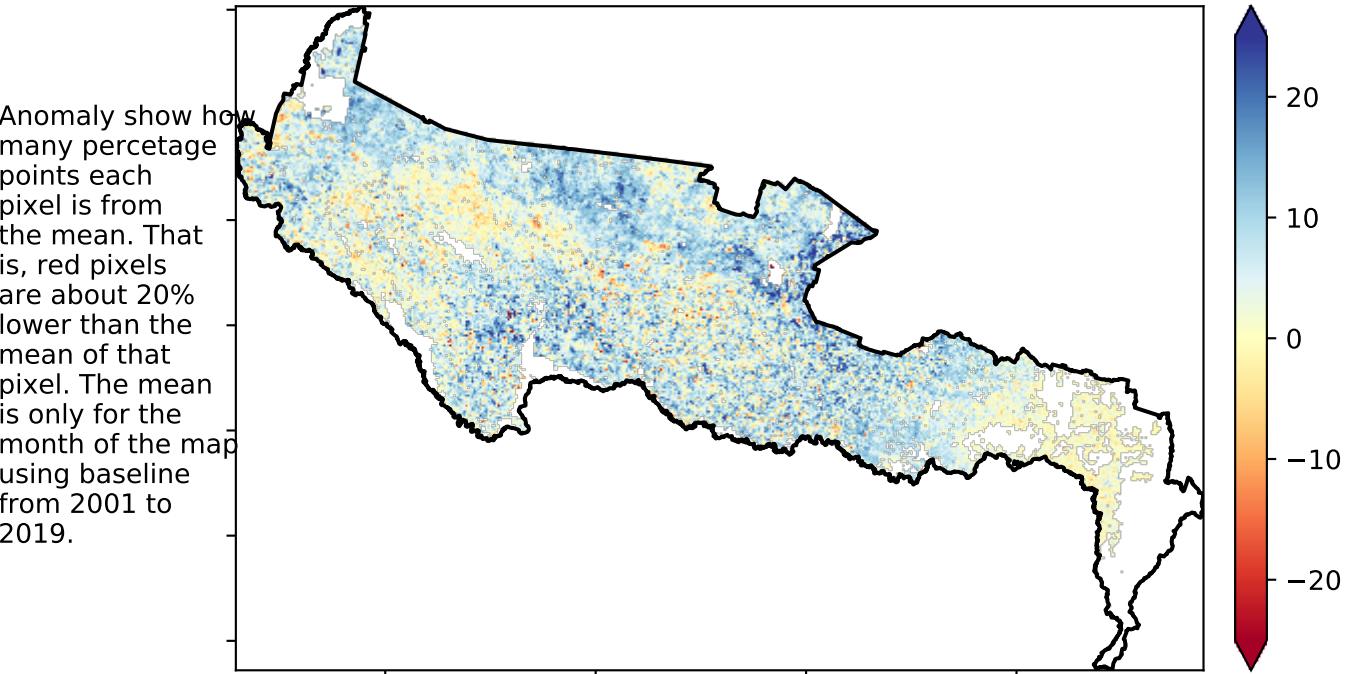 Anomaly show how
many percetage
points each
pixel is from
the mean. That
is, red pixels
are about 20%
lower than the
mean of that
pixel. The mean
is only for the
month of the map
using baseline
from 2001 to
2019.
20
10
0
−10
−20